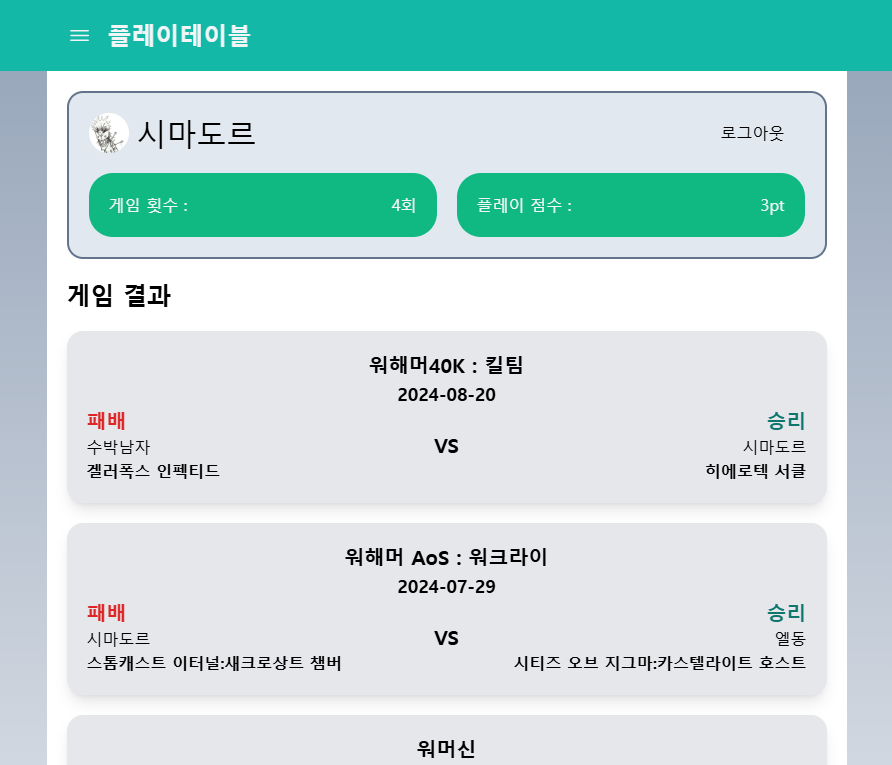 플레이테이블
시마도르
로그아웃
게임 횟수 : 4회
플레이 점수 : 3pt
게임 결과
워해머40K : 킬팀
2024-08-20
패배 승리
수박남자 VS 시마도르
겔러폭스 인펙티드 히에로텍 서클
워해머 AoS : 워크라이
2024-07-29
패배 승리
시마도르 VS 엘동
스톰캐스트 이터널:새크로상트 챔버 시티즈 오브 지그마:카스텔라이트 호스트
워머신